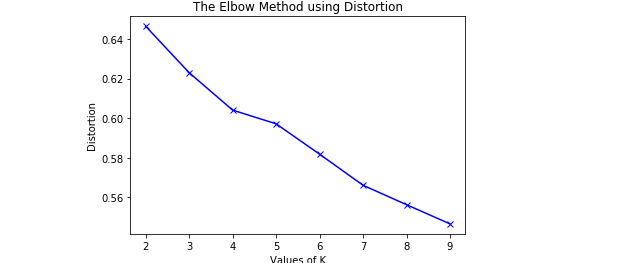 The Elbow Method using Distortion
0.64
0.62
0.60
0.58
0.56
Distortion
2 3 4 5 6 7 8 9
Values of K